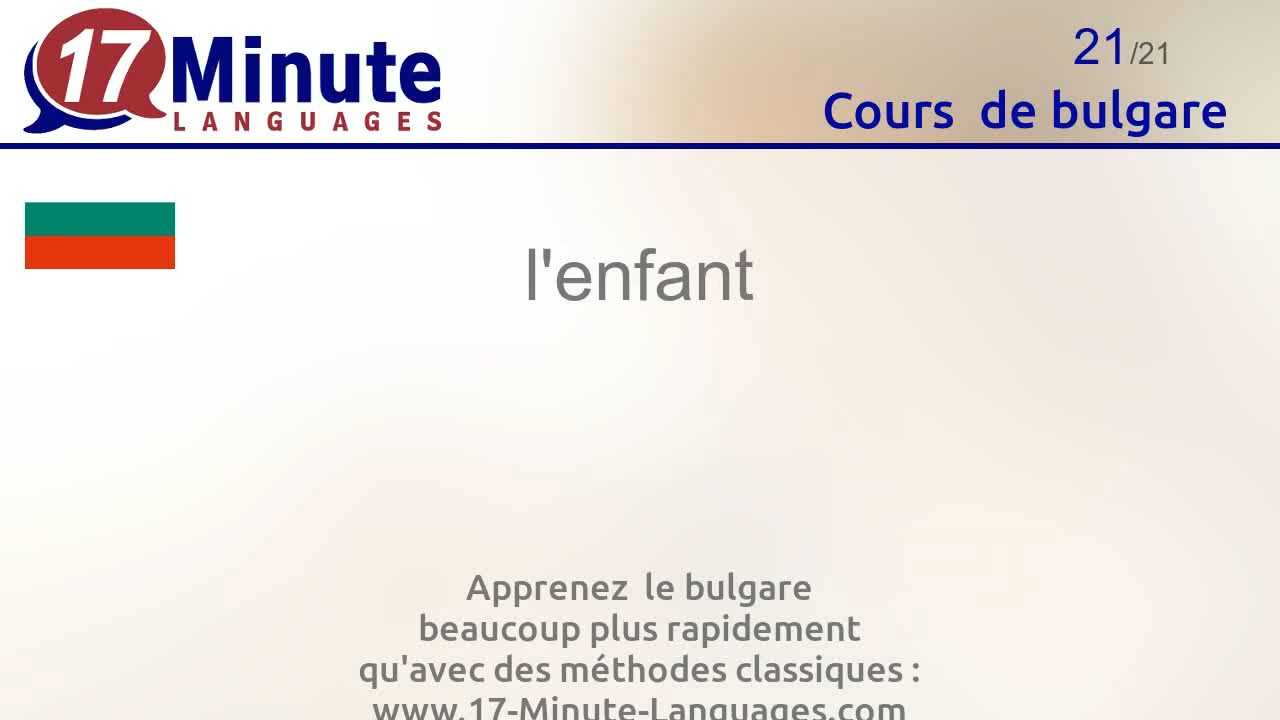 17 Minute
LANGUAGES
21/21
Cours de bulgare
l'enfant
Apprenez le bulgare
beaucoup plus rapidement
qu'avec des méthodes classiques :
www.17-Minute-Languages.com